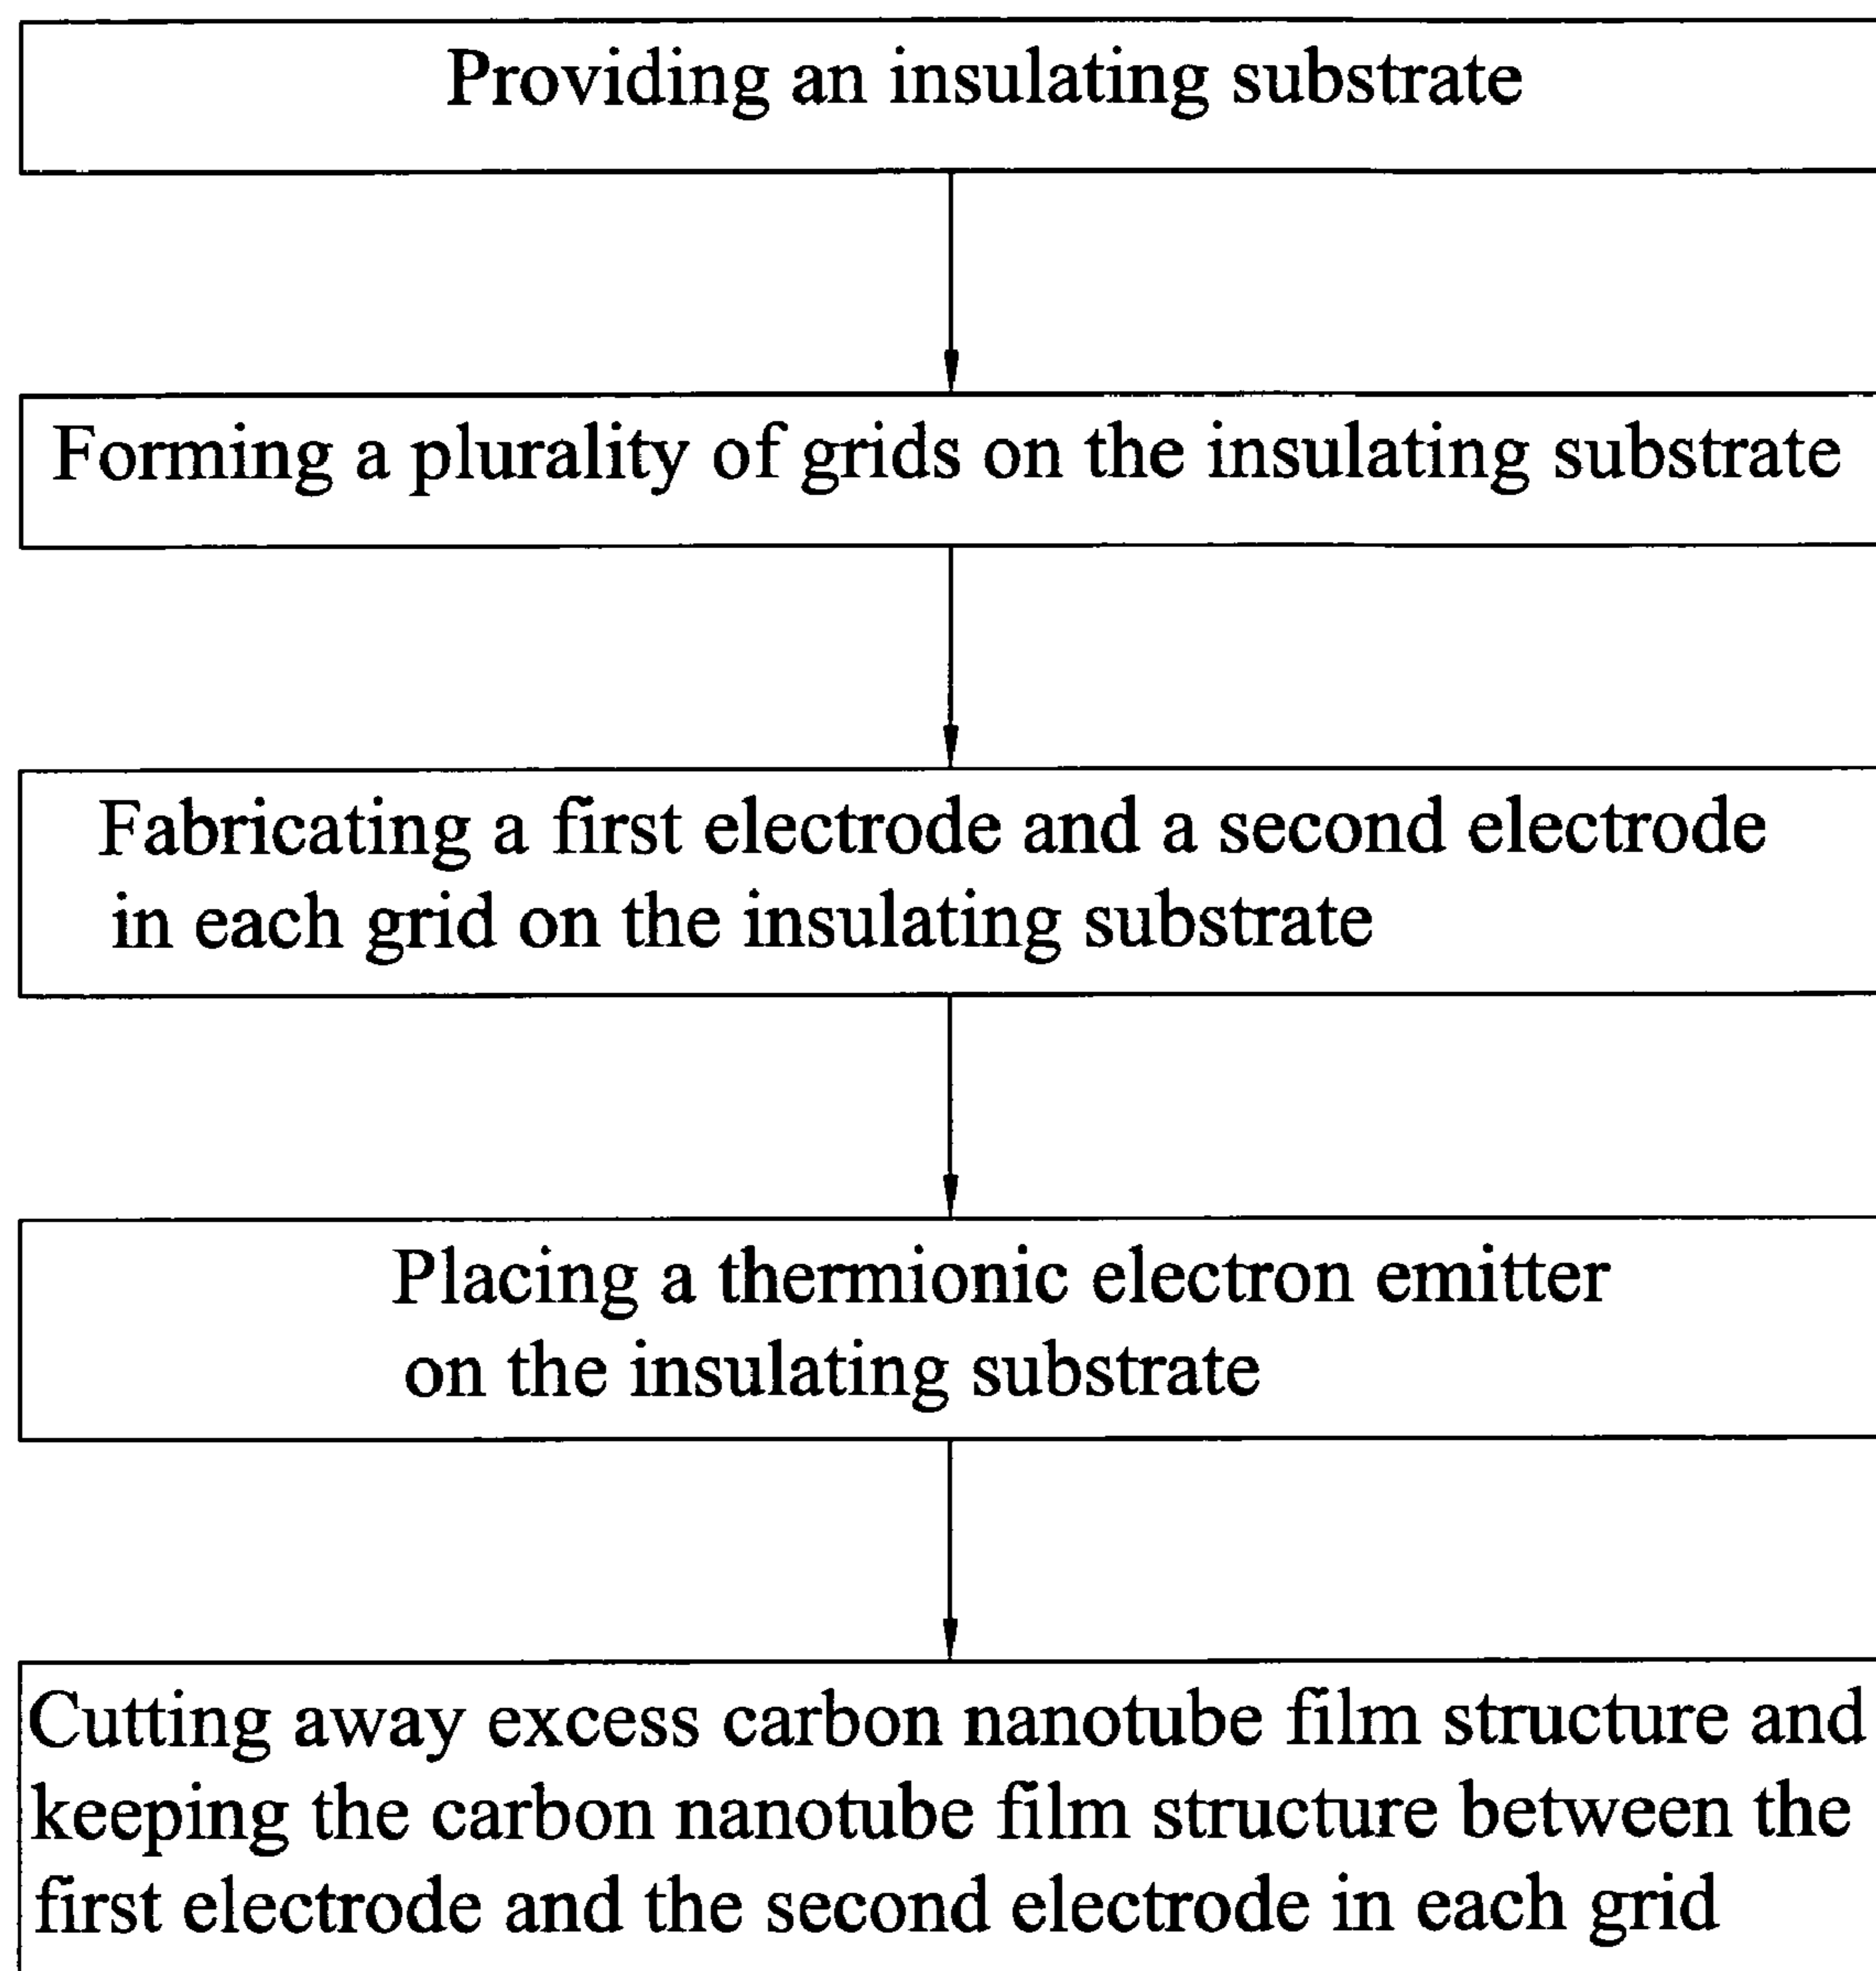 Providing an insulating substrate
Forming a plurality of grids on the insulating substrate
Fabricating a first electrode and a second electrode
in each grid on the insulating substrate
Placing a thermionic electron emitter
on the insulating substrate
Cutting away excess carbon nanotube film structure and
keeping the carbon nanotube film structure between the
first electrode and the second electrode in each grid